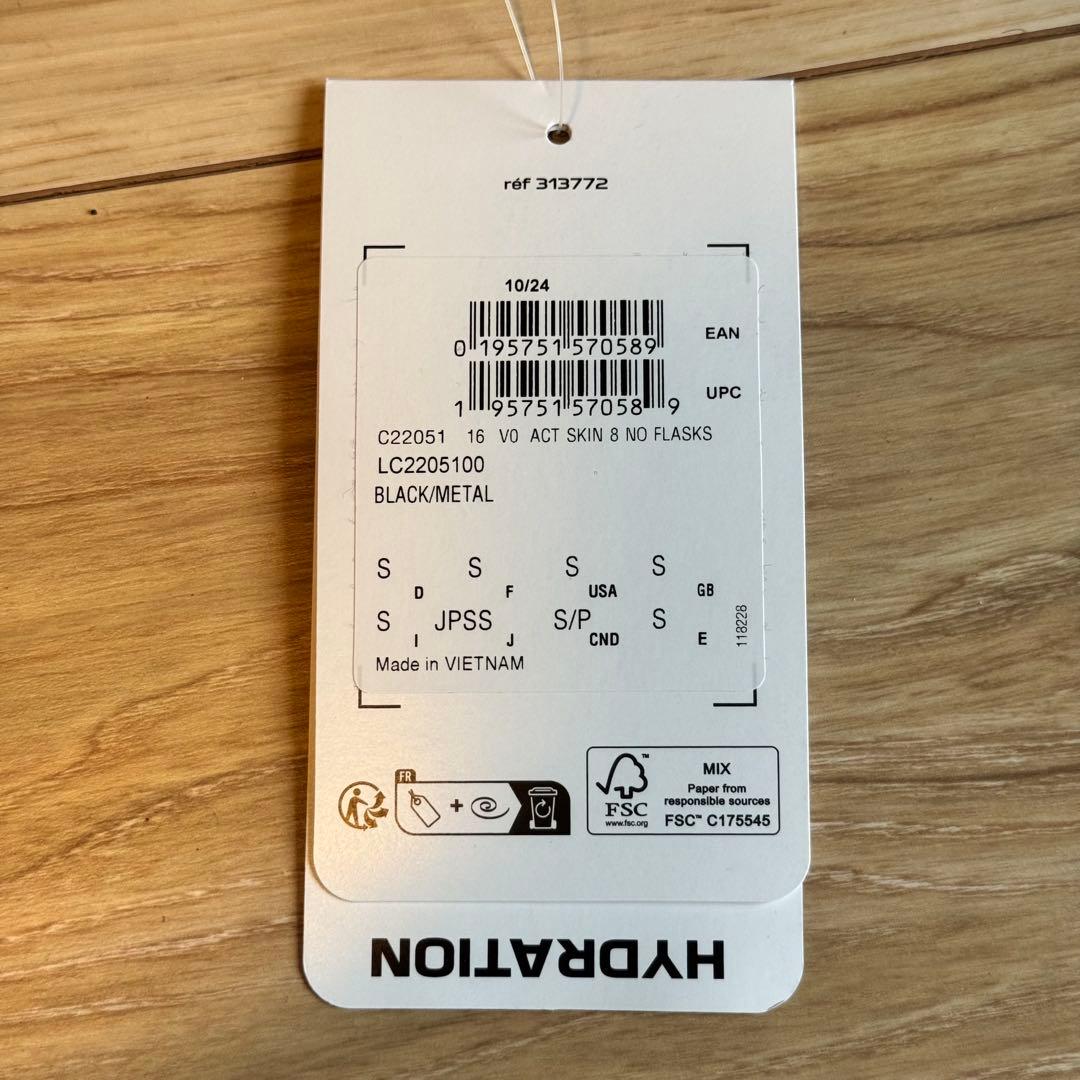 réf 313772
10/24
0 195751 570589
EAN
1 95751 57058 9
UPC
C22051 16 V0 ACT SKIN 8 NO FLASKS
LC2205100
BLACK/METAL
S D S F S USA S GB
S I JPSS J S/P CND S E
118228
Made in VIETNAM
FR
+
FSC™
www.fsc.org
MIX
Paper from
responsible sources
FSC™ C175545
HYDRATION